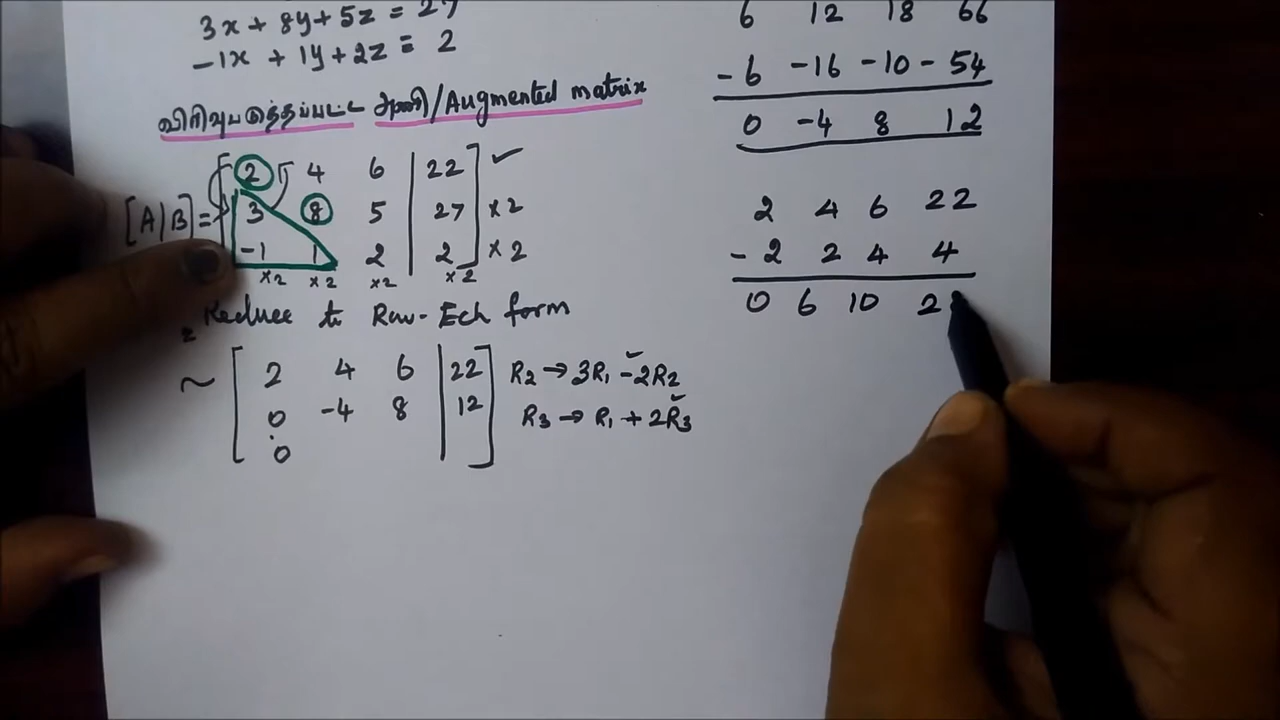 3x + 8y + 5z = 27
-1x + 1y + 2z = 2
விரிவுபடுத்தப்பட்ட அணி/Augmented matrix
[A|B] = [ 2 4 6 | 22 ] ✓
3 8 5 | 27 ×2
-1 1 2 | 2 ×2
×2 ×2 ×2 ×2
Reduce to Row-Ech form
~ [ 2 4 6 | 22 ] R2 → 3R1 - 2R2
0 -4 8 | 12 R3 → R1 + 2R3
0
6 12 18 66
-6 -16 -10 -54
0 -4 8 12
2 4 6 22
-2 2 4 4
0 6 10 2